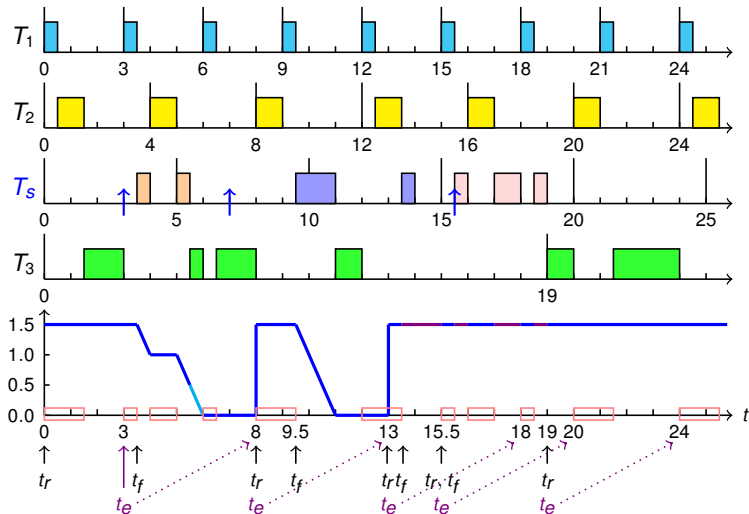 T1
0 3 6 9 12 15 18 21 24
T2
0 4 8 12 16 20 24
Ts
0 5 10 15 20 25
T3
0 19
1.5
1.0
0.5
0.0
t
0 3 8 9.5 13 15.5 18 19 20 24
tr tf tr tf tr tf tr tf tr
te te te te te